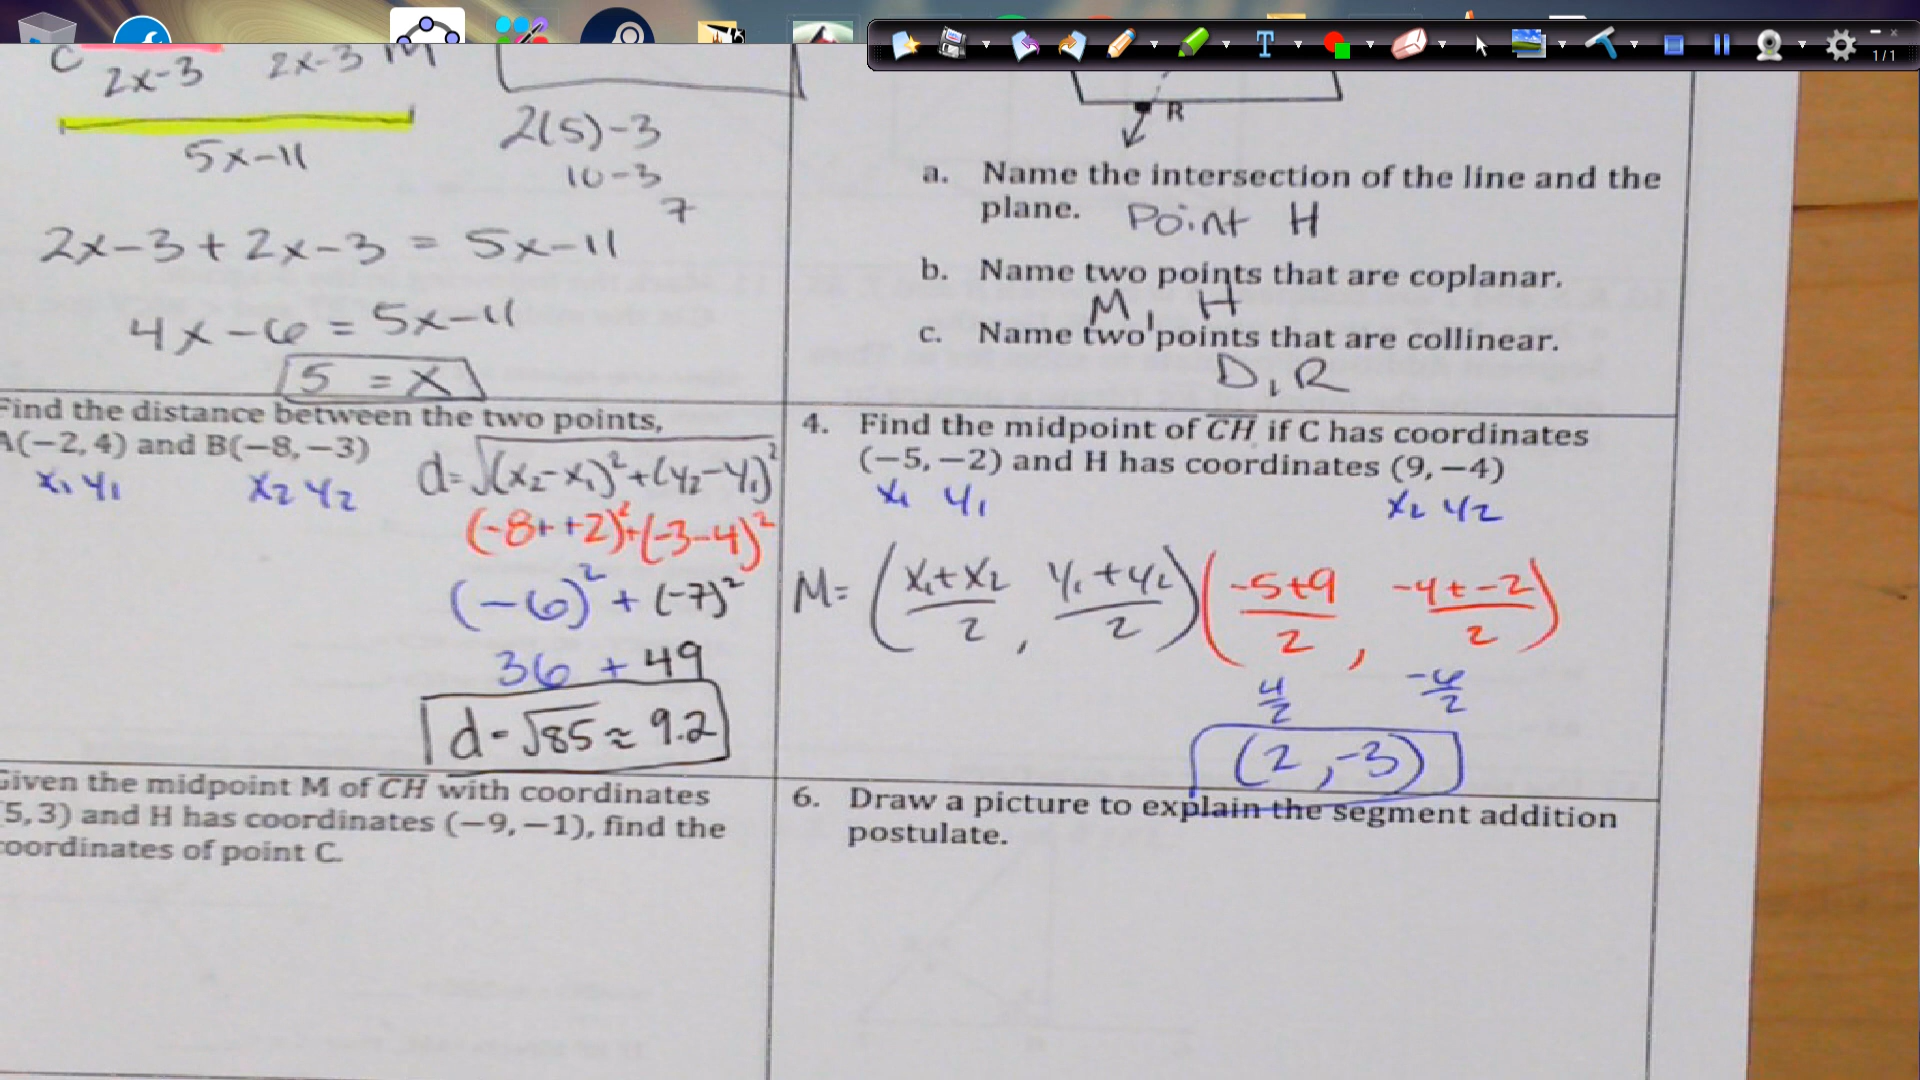 1/1
C 2x-3 2x-3 M
5x-11
2(5)-3
10-3
7
2x-3+2x-3 = 5x-11
4x-6 = 5x-11
5 = x
R
a. Name the intersection of the line and the
plane. Point H
b. Name two points that are coplanar.
M, H
c. Name two points that are collinear.
D, R
Find the distance between the two points,
A(−2, 4) and B(−8, −3)
x₁ y₁ x₂ y₂
d=√(x₂-x₁)²+(y₂-y₁)²
(-8++2)²+(-3-4)²
(-6)² + (-7)²
36 + 49
d=√85 ≈ 9.2
4. Find the midpoint of CH if C has coordinates
(−5, −2) and H has coordinates (9, −4)
x₁ y₁ x₂ y₂
M= (x₁+x₂/2, y₁+y₂/2) (-5+9/2, -4+-2/2)
4/2 -6/2
(2,-3)
Given the midpoint M of CH with coordinates
(5, 3) and H has coordinates (−9, −1), find the
coordinates of point C.
6. Draw a picture to explain the segment addition
postulate.